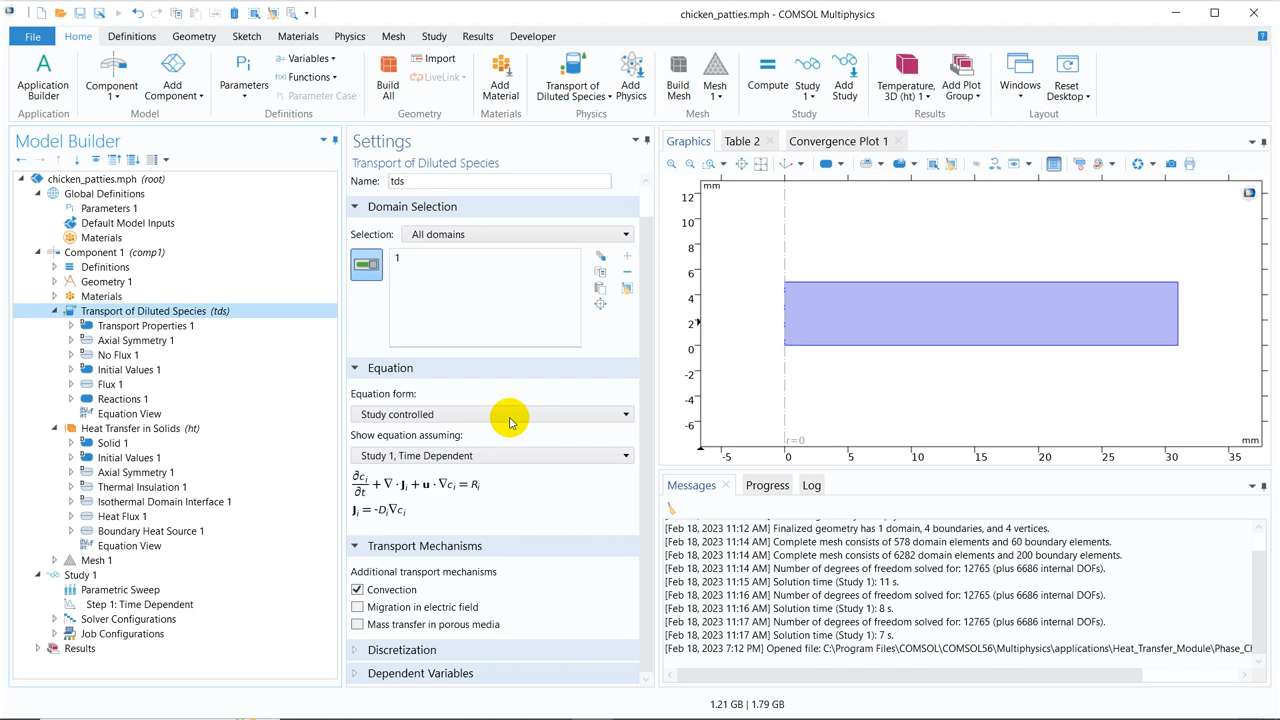 chicken_patties.mph - COMSOL Multiphysics
File Home Definitions Geometry Sketch Materials Physics Mesh Study Results Developer
Application Builder
Component 1
Add Component
Parameters
a= Variables
f(x) Functions
Pi Parameter Case
Build All
Import
LiveLink
Add Material
Transport of Diluted Species
Add Physics
Build Mesh
Mesh 1
Compute
Study 1
Add Study
Temperature, 3D (ht) 1
Add Plot Group
Windows
Reset Desktop
Application Model Definitions Geometry Materials Physics Mesh Study Results Layout
Model Builder
chicken_patties.mph (root)
Global Definitions
Parameters 1
Default Model Inputs
Materials
Component 1 (comp1)
Definitions
Geometry 1
Materials
Transport of Diluted Species (tds)
Transport Properties 1
Axial Symmetry 1
No Flux 1
Initial Values 1
Flux 1
Reactions 1
Equation View
Heat Transfer in Solids (ht)
Solid 1
Initial Values 1
Axial Symmetry 1
Thermal Insulation 1
Isothermal Domain Interface 1
Heat Flux 1
Boundary Heat Source 1
Equation View
Mesh 1
Study 1
Parametric Sweep
Step 1: Time Dependent
Solver Configurations
Job Configurations
Results
Settings
Transport of Diluted Species
Name: tds
Domain Selection
Selection: All domains
1
Equation
Equation form:
Study controlled
Show equation assuming:
Study 1, Time Dependent
∂cᵢ/∂t + ∇ · Jᵢ + u · ∇cᵢ = Rᵢ
Jᵢ = -Dᵢ∇cᵢ
Transport Mechanisms
Additional transport mechanisms
Convection
Migration in electric field
Mass transfer in porous media
Discretization
Dependent Variables
Graphics Table 2 Convergence Plot 1
mm
12
10
8
6
4
2
0
-2
-4
-6
r=0
mm
-5 0 5 10 15 20 25 30 35
Messages Progress Log
[Feb 18, 2023 11:12 AM] Finalized geometry has 1 domain, 4 boundaries, and 4 vertices.
[Feb 18, 2023 11:14 AM] Complete mesh consists of 578 domain elements and 60 boundary elements.
[Feb 18, 2023 11:14 AM] Complete mesh consists of 6282 domain elements and 200 boundary elements.
[Feb 18, 2023 11:14 AM] Number of degrees of freedom solved for: 12765 (plus 6686 internal DOFs).
[Feb 18, 2023 11:15 AM] Solution time (Study 1): 11 s.
[Feb 18, 2023 11:16 AM] Number of degrees of freedom solved for: 12765 (plus 6686 internal DOFs).
[Feb 18, 2023 11:16 AM] Solution time (Study 1): 8 s.
[Feb 18, 2023 11:17 AM] Number of degrees of freedom solved for: 12765 (plus 6686 internal DOFs).
[Feb 18, 2023 11:17 AM] Solution time (Study 1): 7 s.
[Feb 18, 2023 7:12 PM] Opened file: C:\Program Files\COMSOL\COMSOL56\Multiphysics\applications\Heat_Transfer_Module\Phase_Ch
1.21 GB | 1.79 GB